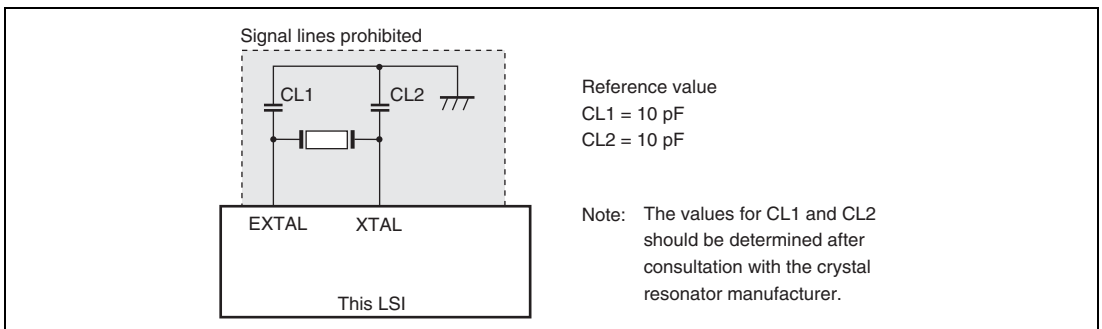 Signal lines prohibited
CL1
CL2
EXTAL
XTAL
This LSI
Reference value
CL1 = 10 pF
CL2 = 10 pF
Note: The values for CL1 and CL2
should be determined after
consultation with the crystal
resonator manufacturer.